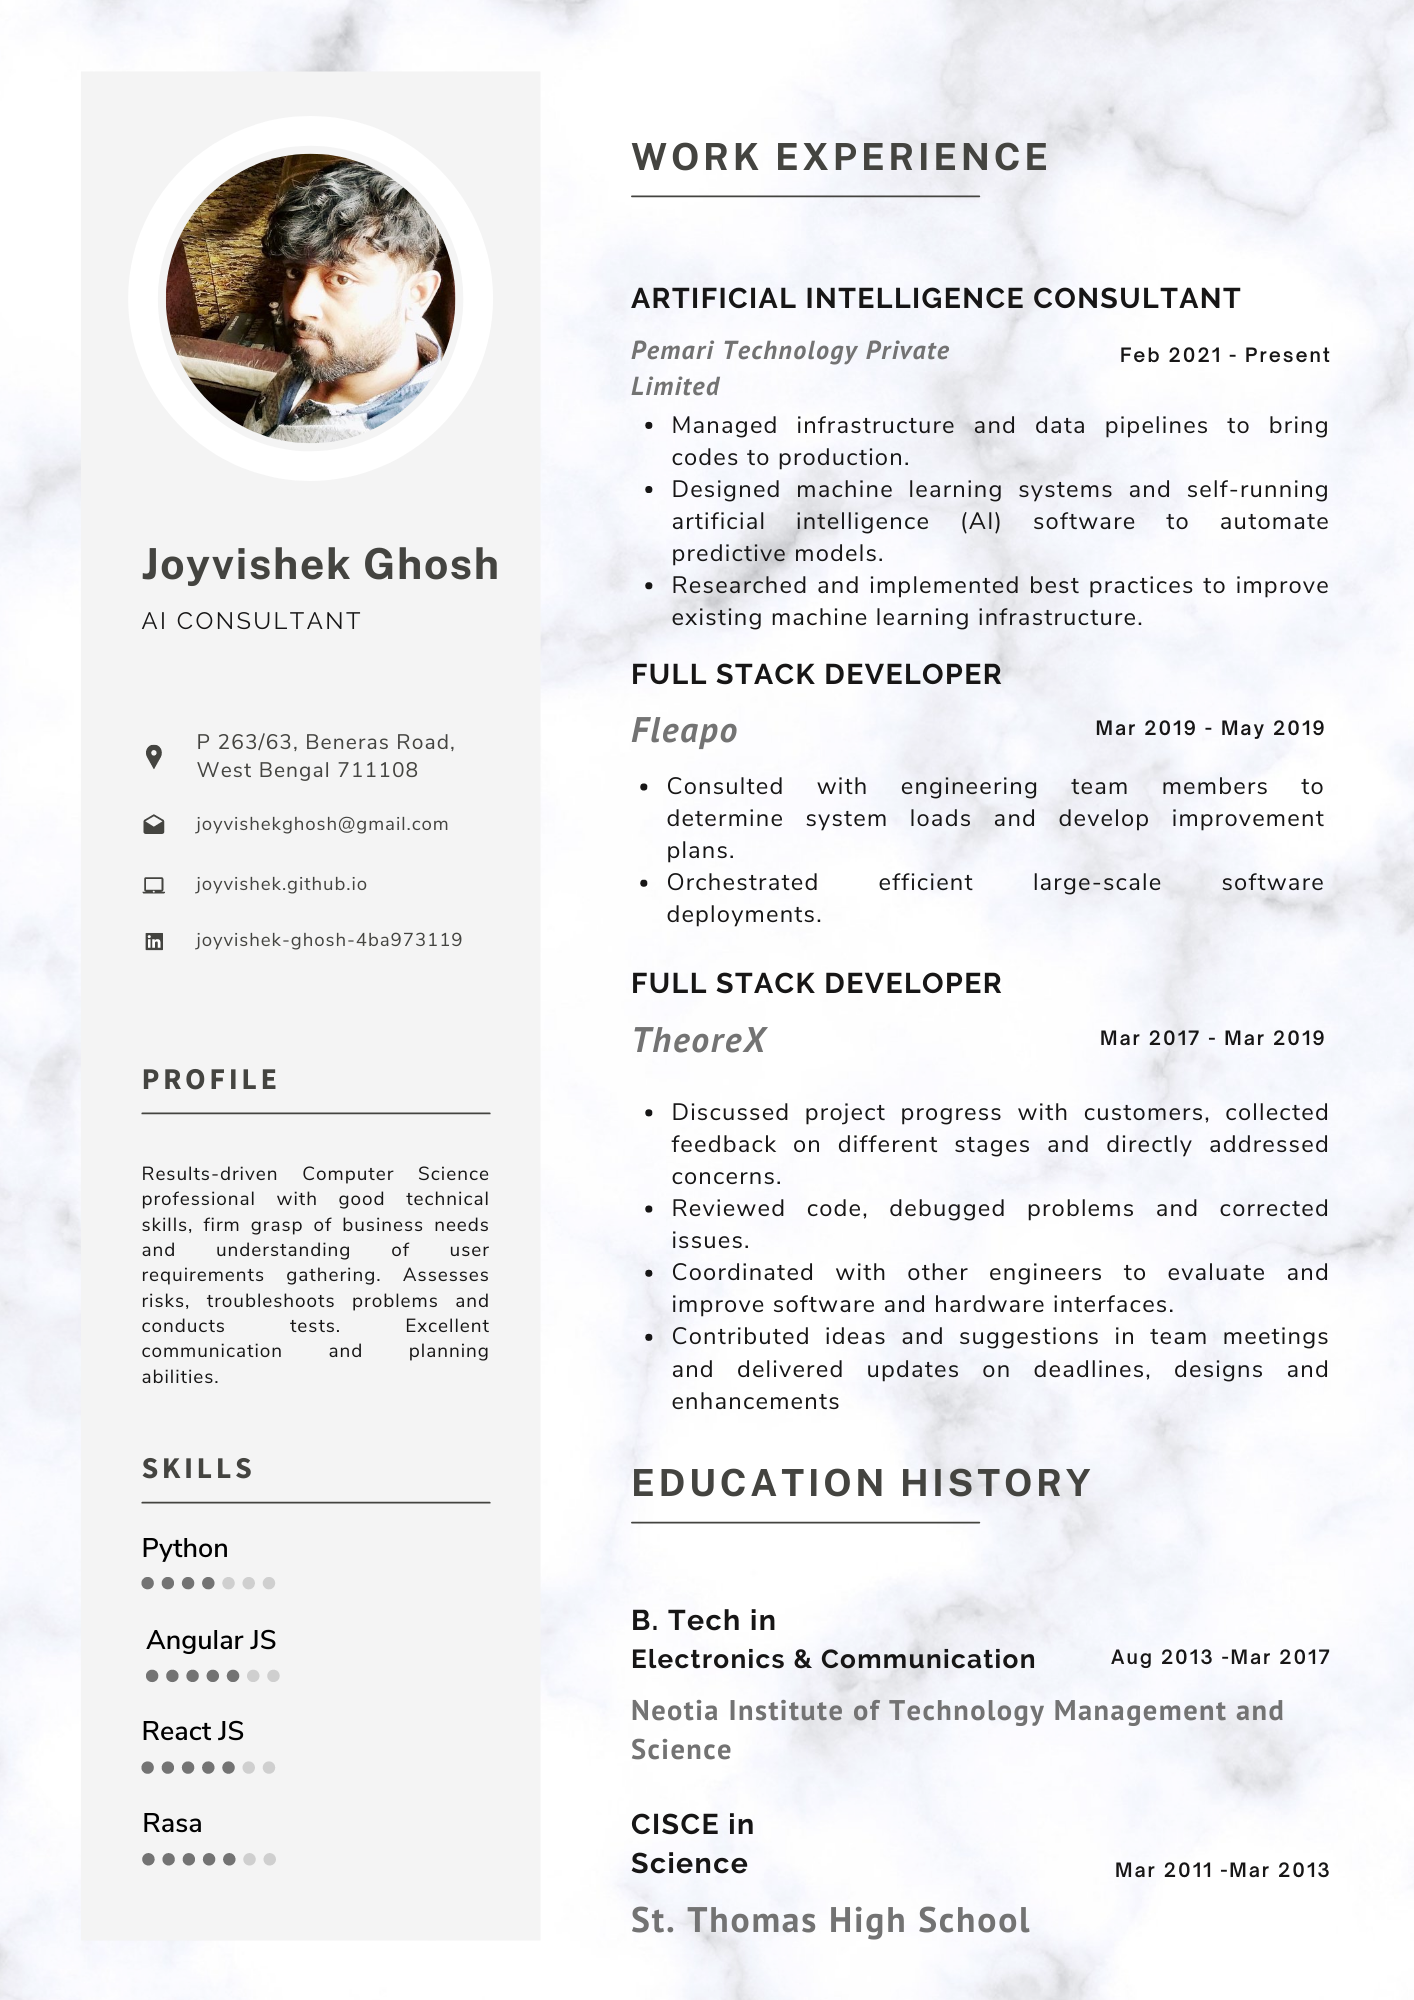 Joyvishek Ghosh
AI CONSULTANT
P 263/63, Beneras Road,
West Bengal 711108
joyvishekghosh@gmail.com
joyvishek.github.io
joyvishek-ghosh-4ba973119
PROFILE
Results-driven Computer Science
professional with good technical
skills, firm grasp of business needs
and understanding of user
requirements gathering. Assesses
risks, troubleshoots problems and
conducts tests. Excellent
communication and planning
abilities.
SKILLS
Python
Angular JS
React JS
Rasa
WORK EXPERIENCE
ARTIFICIAL INTELLIGENCE CONSULTANT
Pemari Technology Private
Limited
Feb 2021 - Present
• Managed infrastructure and data pipelines to bring
codes to production.
• Designed machine learning systems and self-running
artificial intelligence (AI) software to automate
predictive models.
• Researched and implemented best practices to improve
existing machine learning infrastructure.
FULL STACK DEVELOPER
Fleapo
Mar 2019 - May 2019
• Consulted with engineering team members to
determine system loads and develop improvement
plans.
• Orchestrated efficient large-scale software
deployments.
FULL STACK DEVELOPER
TheoreX
Mar 2017 - Mar 2019
• Discussed project progress with customers, collected
feedback on different stages and directly addressed
concerns.
• Reviewed code, debugged problems and corrected
issues.
• Coordinated with other engineers to evaluate and
improve software and hardware interfaces.
• Contributed ideas and suggestions in team meetings
and delivered updates on deadlines, designs and
enhancements
EDUCATION HISTORY
B. Tech in
Electronics & Communication
Aug 2013 -Mar 2017
Neotia Institute of Technology Management and
Science
CISCE in
Science
Mar 2011 -Mar 2013
St. Thomas High School